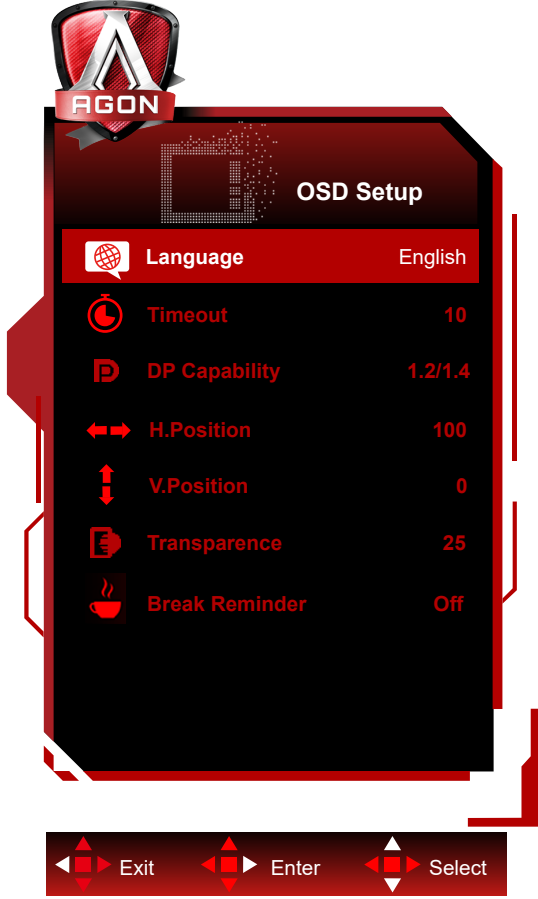 AGON
OSD Setup
Language English
Timeout 10
DP Capability 1.2/1.4
H.Position 100
V.Position 0
Transparence 25
Break Reminder Off
Exit Enter Select